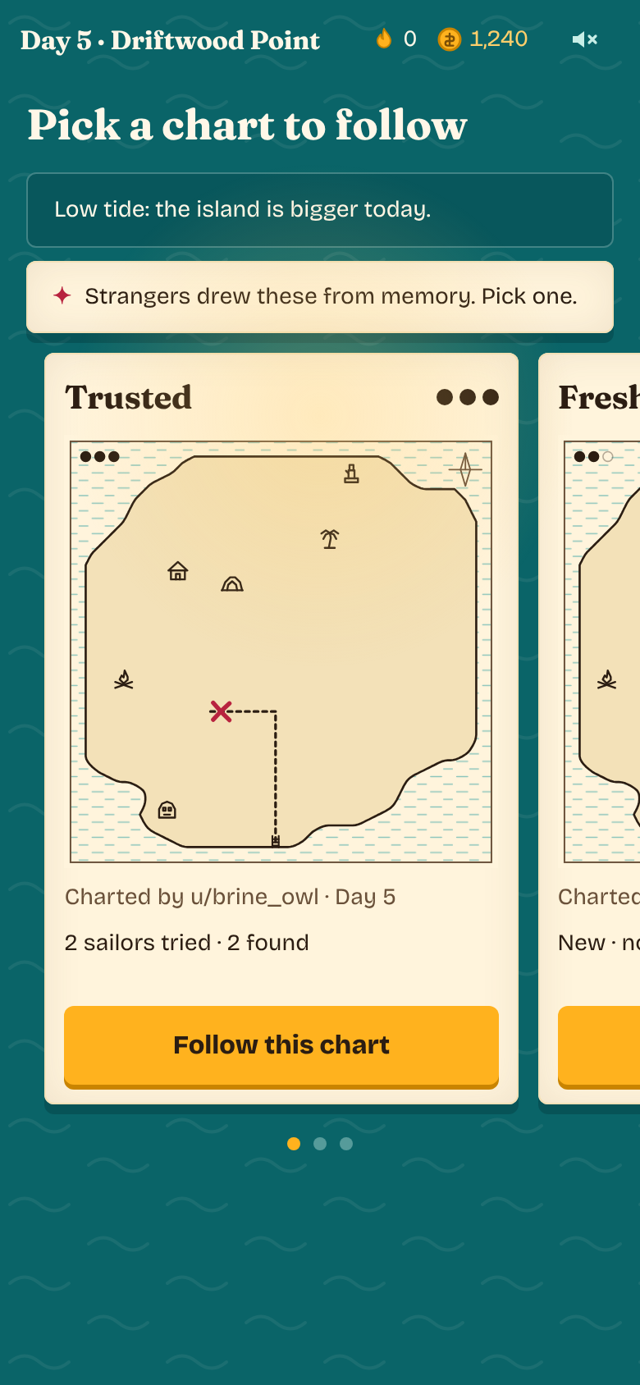 Day 5 · Driftwood Point
0
1,240
Pick a chart to follow
Low tide: the island is bigger today.
Strangers drew these from memory. Pick one.
Trusted
Charted by u/brine_owl · Day 5
2 sailors tried · 2 found
Follow this chart
Fresh
Charted
New · no